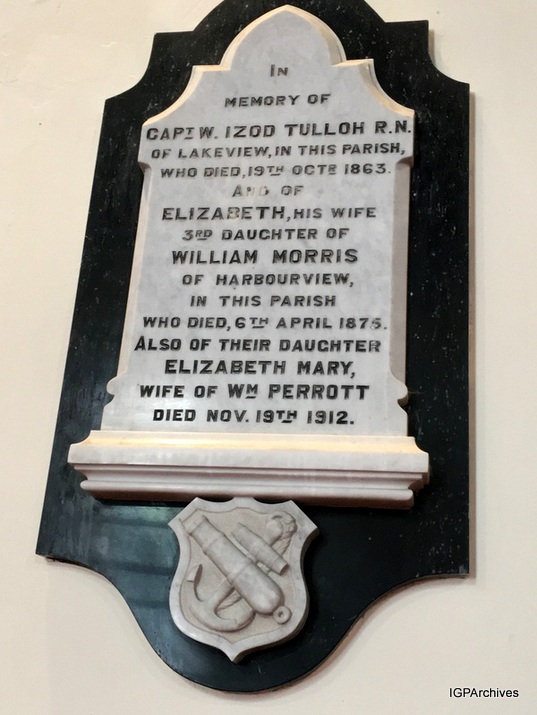 IN
MEMORY OF
CAPT W. IZOD TULLOH R.N.
OF LAKEVIEW, IN THIS PARISH,
WHO DIED, 19TH OCTR 1863.
AND OF
ELIZABETH, HIS WIFE
3RD DAUGHTER OF
WILLIAM MORRIS
OF HARBOURVIEW,
IN THIS PARISH
WHO DIED, 6TH APRIL 1875.
ALSO OF THEIR DAUGHTER
ELIZABETH MARY,
WIFE OF WM PERROTT
DIED NOV. 19TH 1912.
IGPArchives